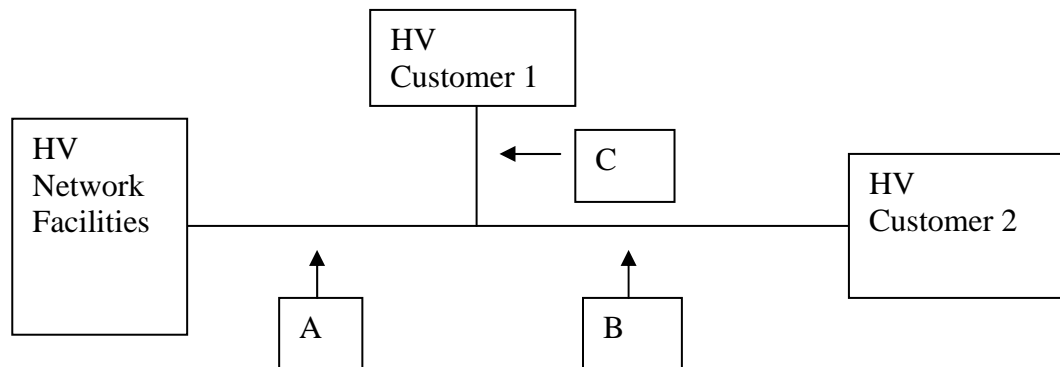 HV
Customer 1
HV
Network
Facilities
C
HV
Customer 2
A
B